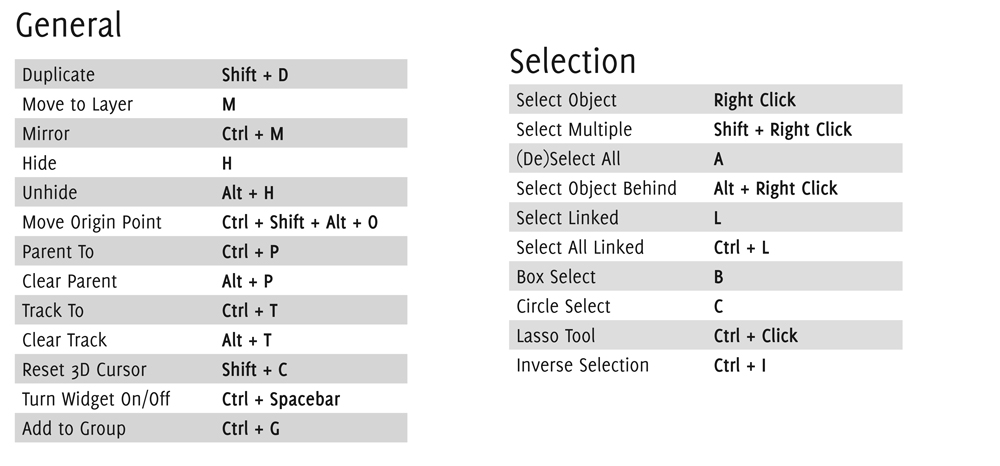 General
Duplicate Shift + D
Move to Layer M
Mirror Ctrl + M
Hide H
Unhide Alt + H
Move Origin Point Ctrl + Shift + Alt + O
Parent To Ctrl + P
Clear Parent Alt + P
Track To Ctrl + T
Clear Track Alt + T
Reset 3D Cursor Shift + C
Turn Widget On/Off Ctrl + Spacebar
Add to Group Ctrl + G
Selection
Select Object Right Click
Select Multiple Shift + Right Click
(De)Select All A
Select Object Behind Alt + Right Click
Select Linked L
Select All Linked Ctrl + L
Box Select B
Circle Select C
Lasso Tool Ctrl + Click
Inverse Selection Ctrl + I